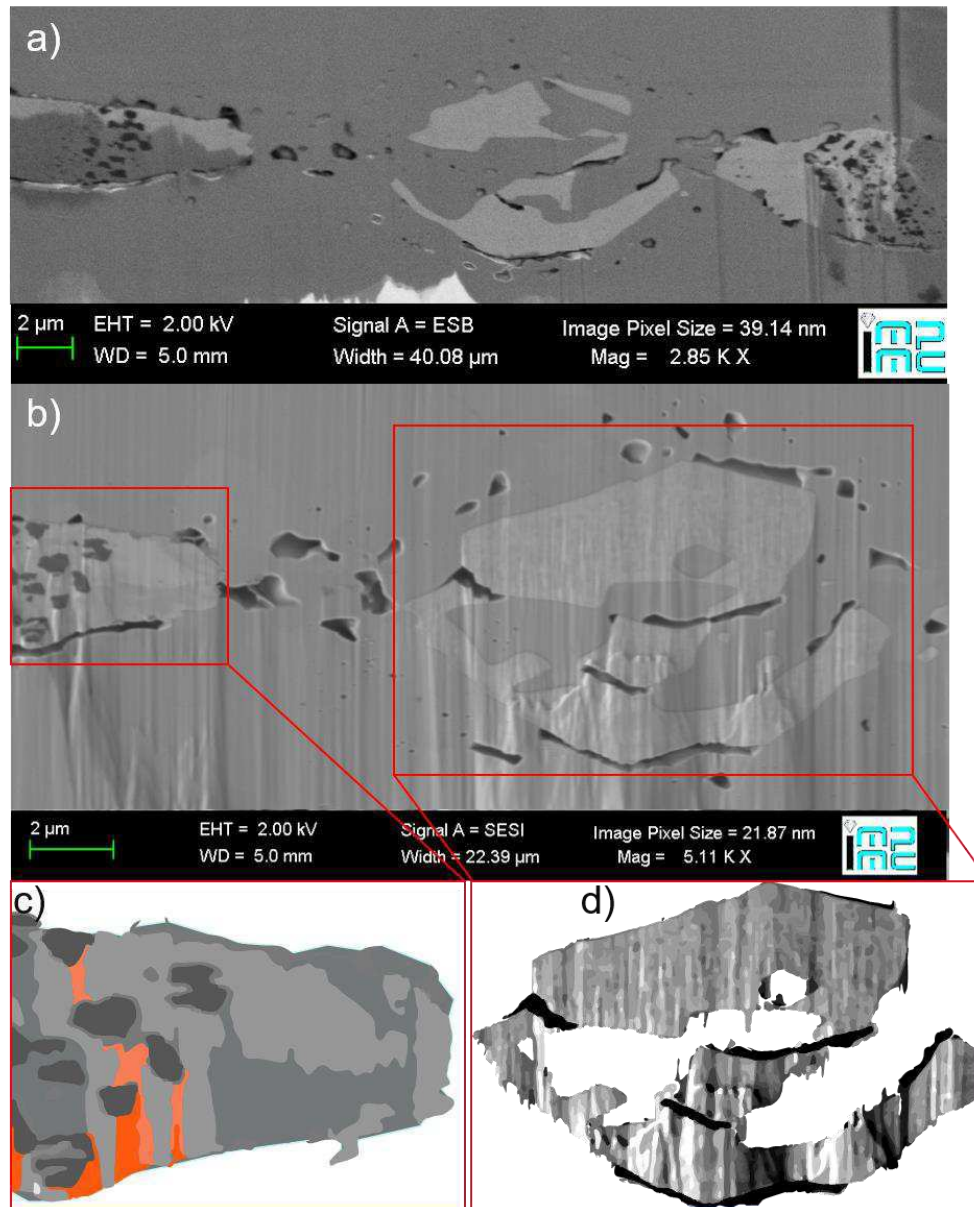 a)
2 µm
EHT = 2.00 kV
Signal A = ESB
Image Pixel Size = 39.14 nm
WD = 5.0 mm
Width = 40.08 µm
Mag = 2.85 K X
b)
2 µm
EHT = 2.00 kV
Signal A = SESI
Image Pixel Size = 21.87 nm
WD = 5.0 mm
Width = 22.39 µm
Mag = 5.11 K X
c)
d)